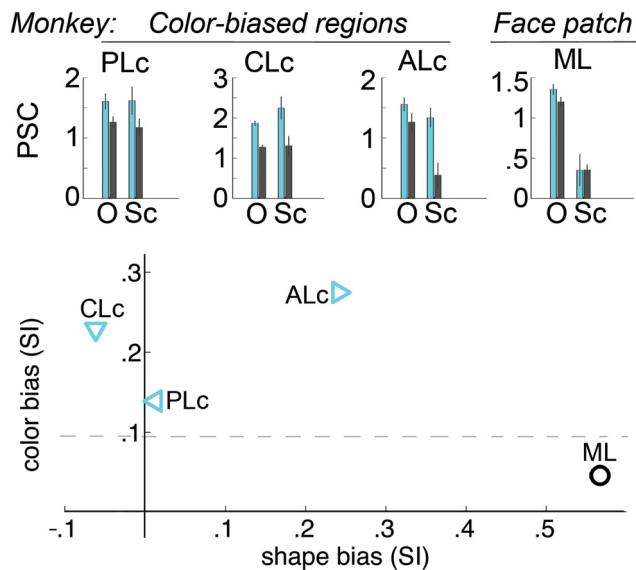 Monkey: Color-biased regions Face patch
PLc CLc ALc ML
PSC
2 3 2 1.5
1 2 1 1
1 .5
0 0 0 0
O Sc O Sc O Sc O Sc
color bias (SI)
.3
ALc
CLc
.2
PLc
.1
ML
-.1 .1 .2 .3 .4 .5
shape bias (SI)